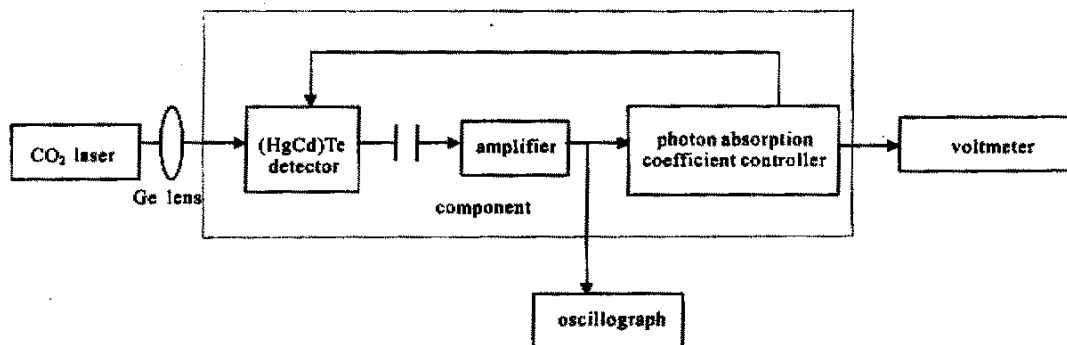 CO₂ laser
Ge lens
(HgCd)Te
detector
amplifier
component
photon absorption
coefficient controller
voltmeter
oscillograph